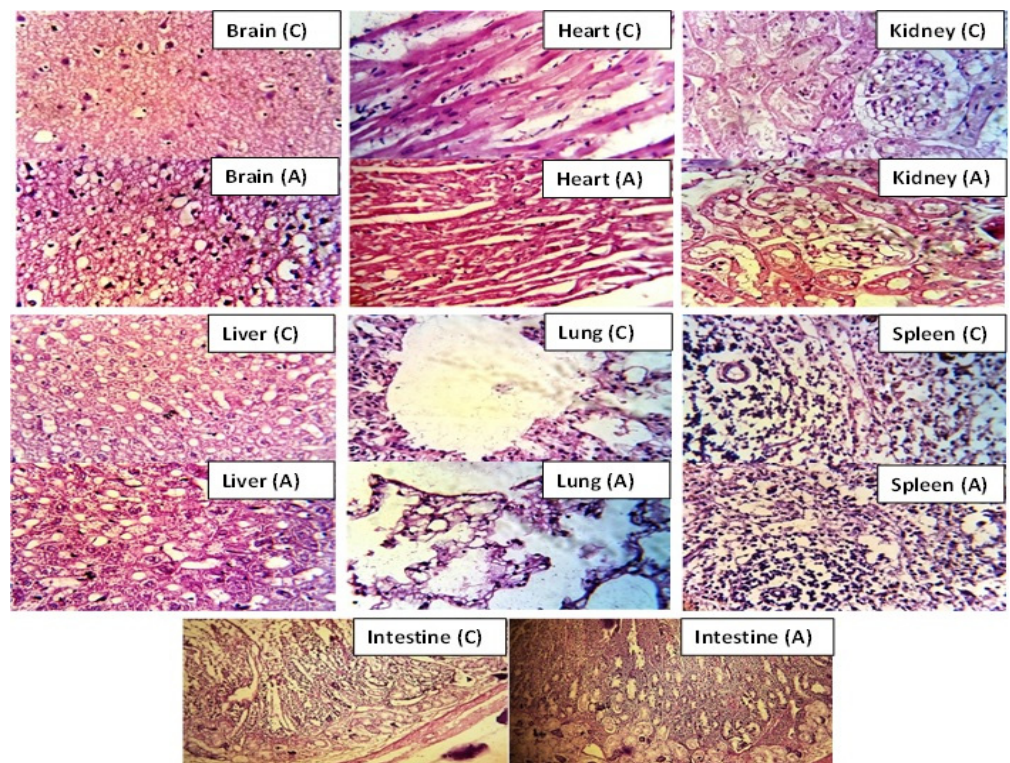 Brain (C)
Heart (C)
Kidney (C)
Brain (A)
Heart (A)
Kidney (A)
Liver (C)
Lung (C)
Spleen (C)
Liver (A)
Lung (A)
Spleen (A)
Intestine (C)
Intestine (A)